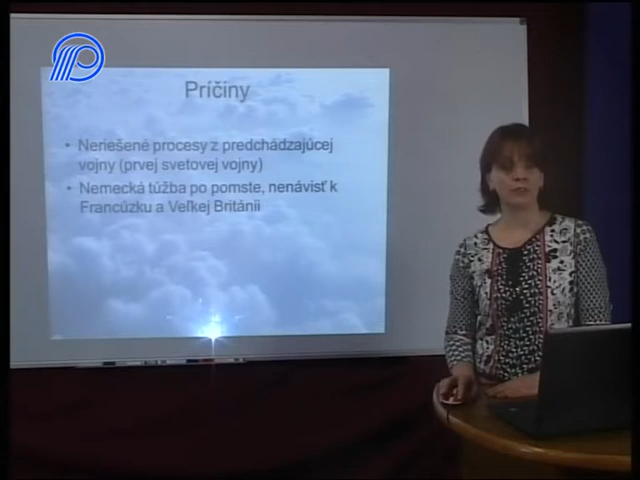 Príčiny
• Neriešené procesy z predchádzajúcej
vojny (prvej svetovej vojny)
• Nemecká túžba po pomste, nenávisť k
Francúzku a Veľkej Británii